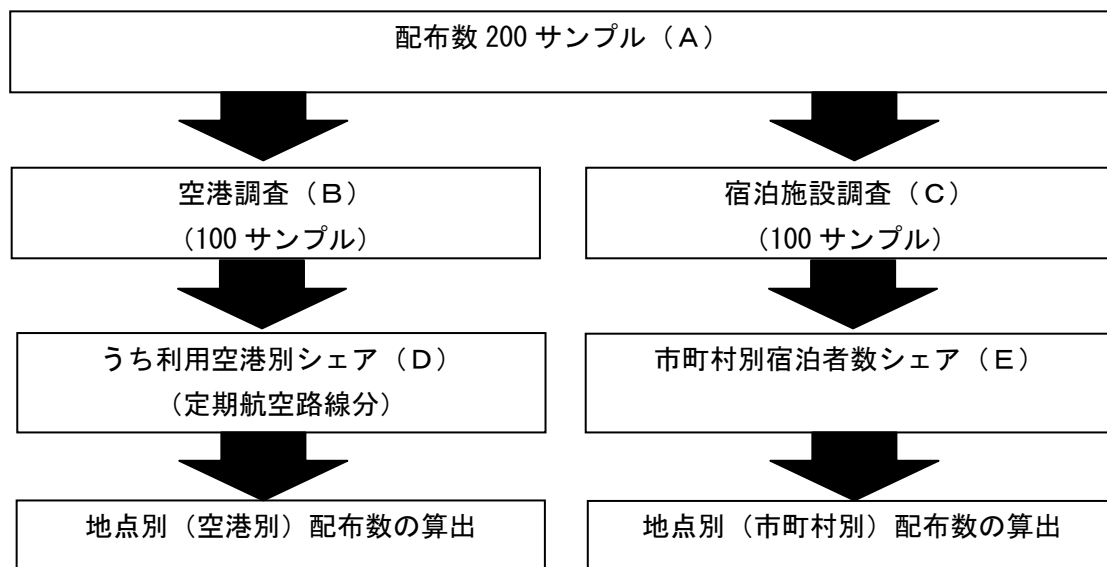 配布数 200 サンプル（Ａ）
空港調査（Ｂ）
（100 サンプル）
宿泊施設調査（Ｃ）
（100 サンプル）
うち利用空港別シェア（Ｄ）
（定期航空路線分）
市町村別宿泊者数シェア（Ｅ）
地点別（空港別）配布数の算出
地点別（市町村別）配布数の算出